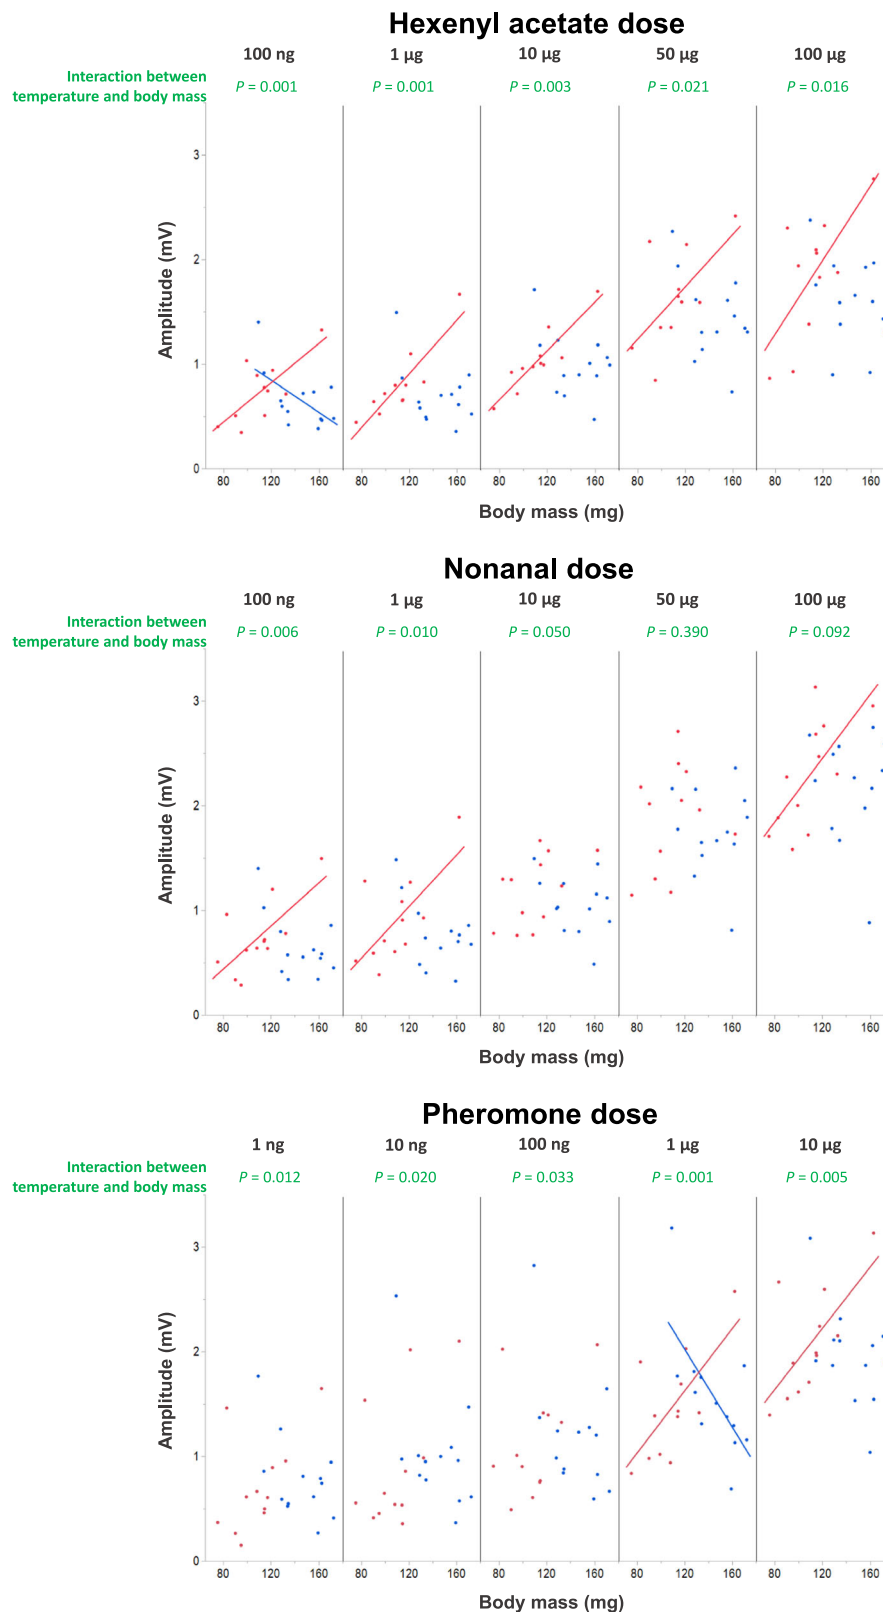 Hexenyl acetate dose
100 ng 1 µg 10 µg 50 µg 100 µg
Interaction between
temperature and body mass
P = 0.001 P = 0.001 P = 0.003 P = 0.021 P = 0.016
3
2
1
0
Amplitude (mV)
80 120 160 80 120 160 80 120 160 80 120 160 80 120 160
Body mass (mg)
Nonanal dose
100 ng 1 µg 10 µg 50 µg 100 µg
Interaction between
temperature and body mass
P = 0.006 P = 0.010 P = 0.050 P = 0.390 P = 0.092
3
2
1
0
Amplitude (mV)
80 120 160 80 120 160 80 120 160 80 120 160 80 120 160
Body mass (mg)
Pheromone dose
1 ng 10 ng 100 ng 1 µg 10 µg
Interaction between
temperature and body mass
P = 0.012 P = 0.020 P = 0.033 P = 0.001 P = 0.005
3
2
1
0
Amplitude (mV)
80 120 160 80 120 160 80 120 160 80 120 160 80 120 160
Body mass (mg)